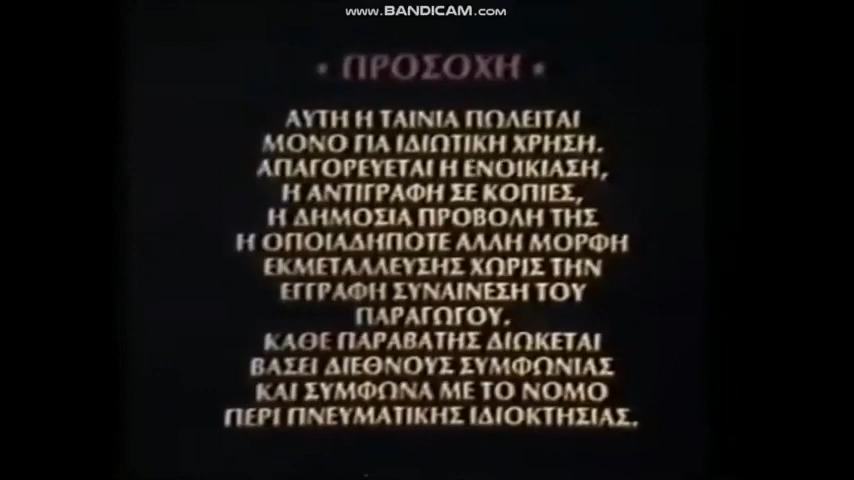 www.BANDICAM.com
• ΠΡΟΣΟΧΗ •
ΑΥΤΗ Η ΤΑΙΝΙΑ ΠΩΛΕΙΤΑΙ
ΜΟΝΟ ΓΙΑ ΙΔΙΩΤΙΚΗ ΧΡΗΣΗ.
ΑΠΑΓΟΡΕΥΕΤΑΙ Η ΕΝΟΙΚΙΑΣΗ,
Η ΑΝΤΙΓΡΑΦΗ ΣΕ ΚΟΠΙΕΣ,
Η ΔΗΜΟΣΙΑ ΠΡΟΒΟΛΗ ΤΗΣ
Η ΟΠΟΙΑΔΗΠΟΤΕ ΑΛΛΗ ΜΟΡΦΗ
ΕΚΜΕΤΑΛΛΕΥΣΗΣ ΧΩΡΙΣ ΤΗΝ
ΕΓΓΡΑΦΗ ΣΥΝΑΙΝΕΣΗ ΤΟΥ
ΠΑΡΑΓΩΓΟΥ.
ΚΑΘΕ ΠΑΡΑΒΑΤΗΣ ΔΙΩΚΕΤΑΙ
ΒΑΣΕΙ ΔΙΕΘΝΟΥΣ ΣΥΜΦΩΝΙΑΣ
ΚΑΙ ΣΥΜΦΩΝΑ ΜΕ ΤΟ ΝΟΜΟ
ΠΕΡΙ ΠΝΕΥΜΑΤΙΚΗΣ ΙΔΙΟΚΤΗΣΙΑΣ.